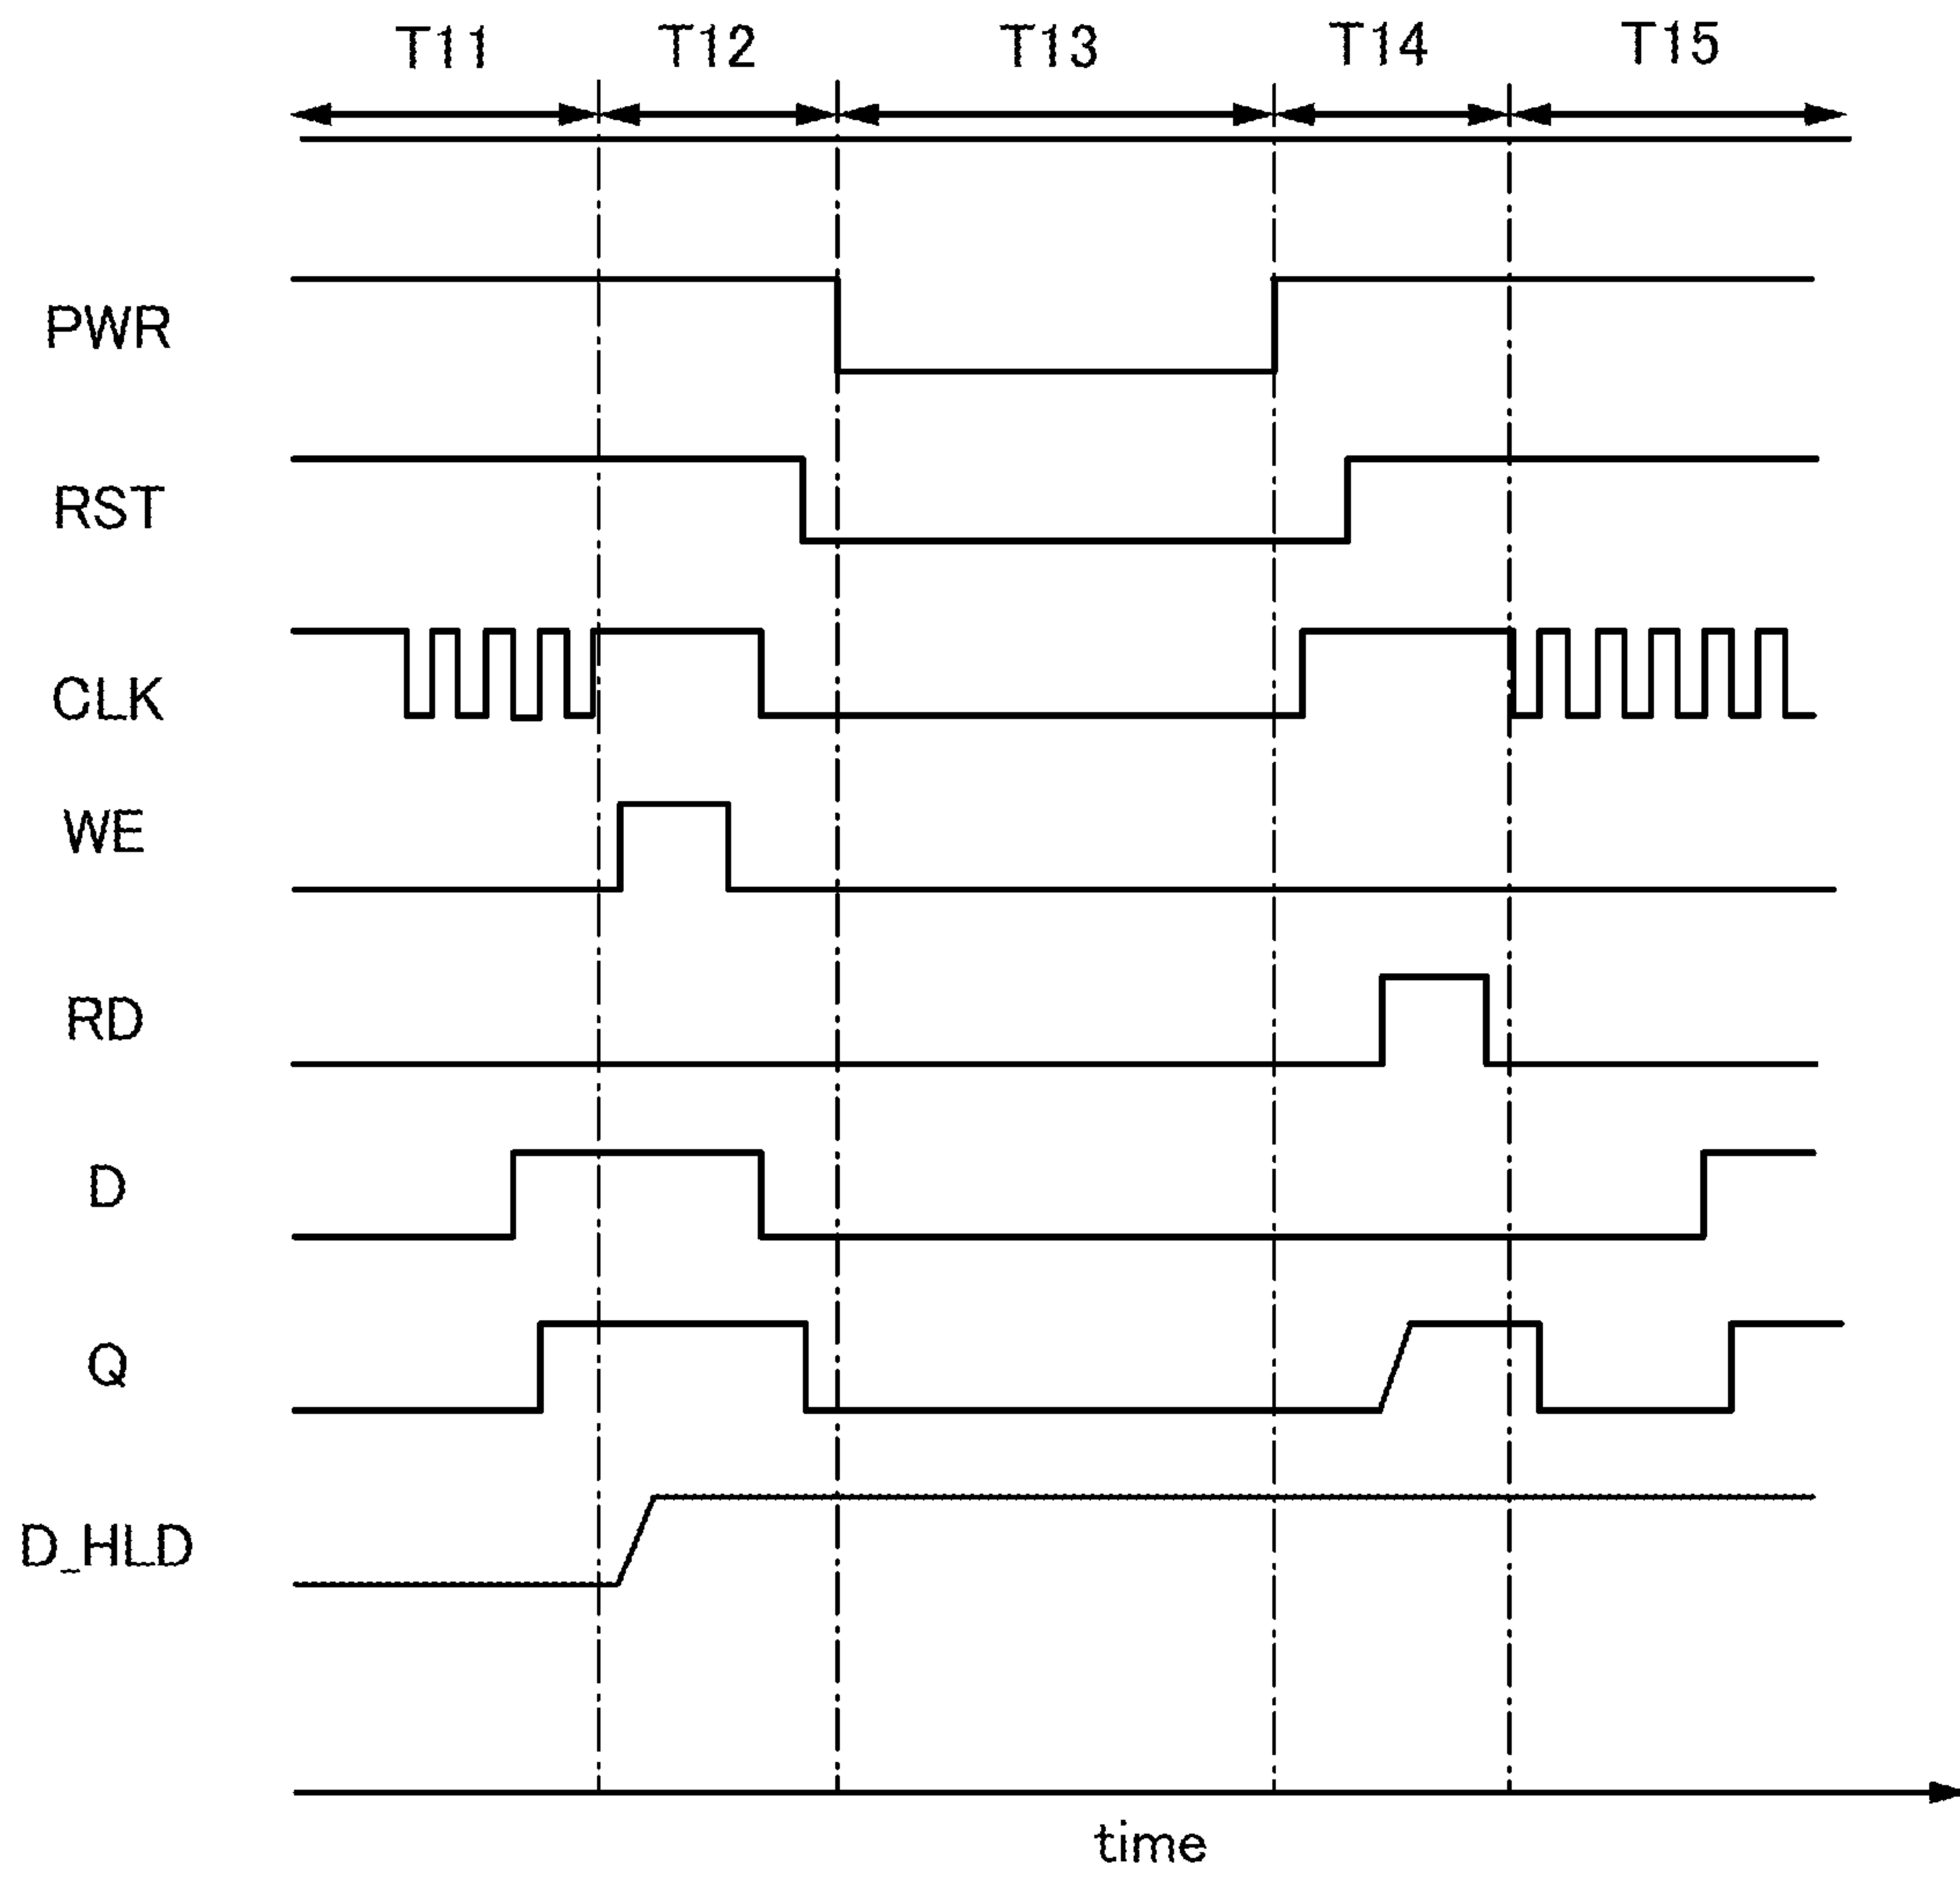 T11 T12 T13 T14 T15
PWR
RST
CLK
WE
RD
D
Q
D_HLD
time